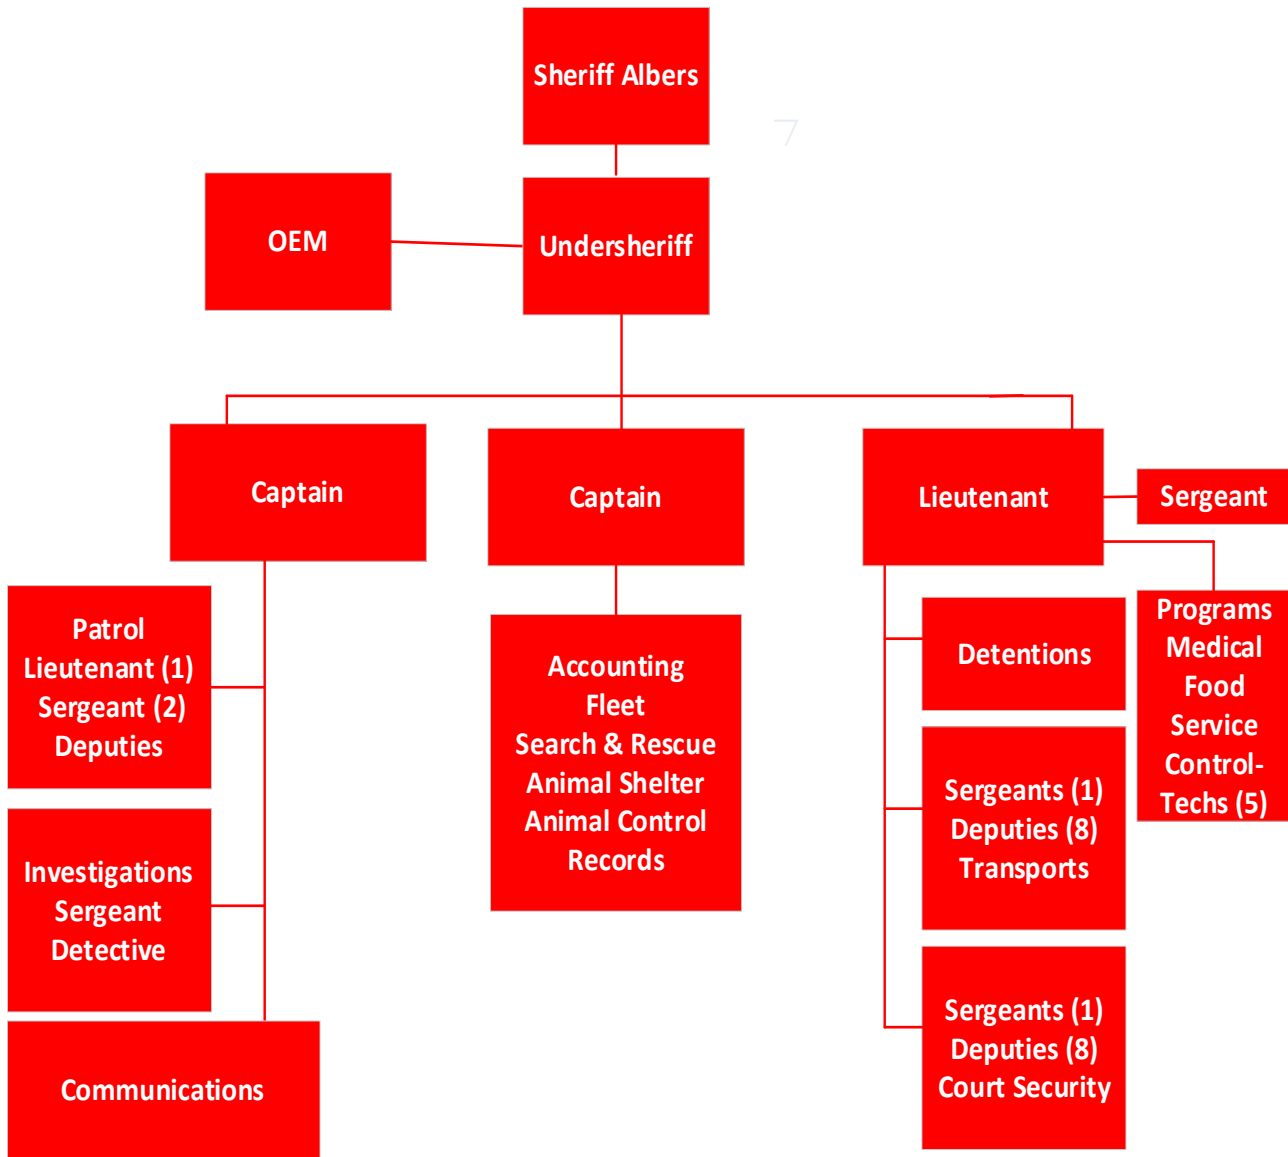 Sheriff Albers
OEM
Undersheriff
Captain
Captain
Lieutenant
Sergeant
Patrol
Lieutenant (1)
Sergeant (2)
Deputies
Investigations
Sergeant
Detective
Communications
Accounting
Fleet
Search & Rescue
Animal Shelter
Animal Control
Records
Detentions
Sergeants (1)
Deputies (8)
Transports
Sergeants (1)
Deputies (8)
Court Security
Programs
Medical
Food
Service
Control-
Techs (5)